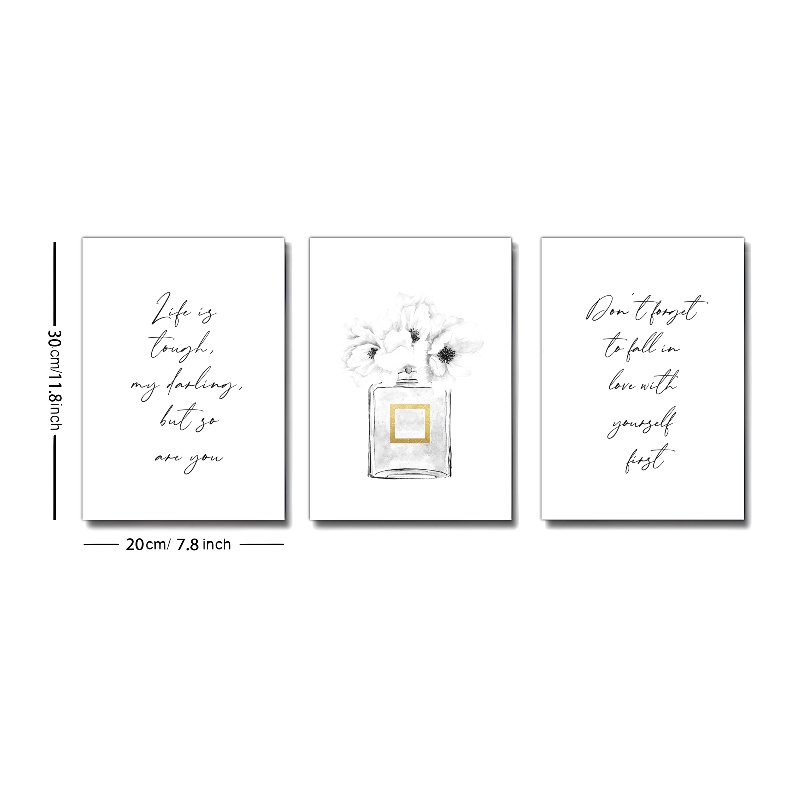 Life is
tough,
my darling,
but so
are you
Don't forget
to fall in
love with
yourself
first
30cm/11.8inch
20cm/ 7.8 inch